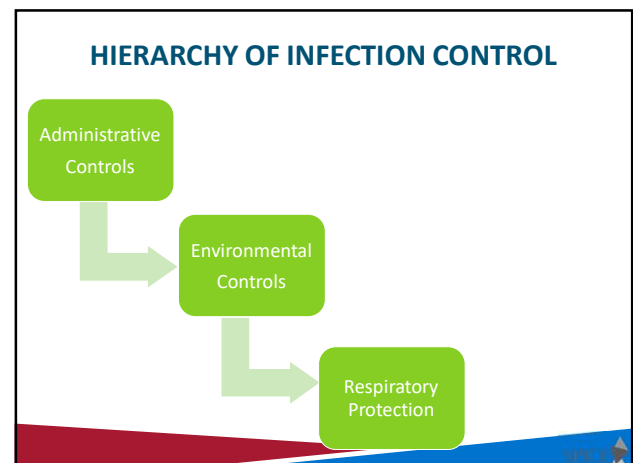 HIERARCHY OF INFECTION CONTROL
Administrative
Controls
Environmental
Controls
Respiratory
Protection